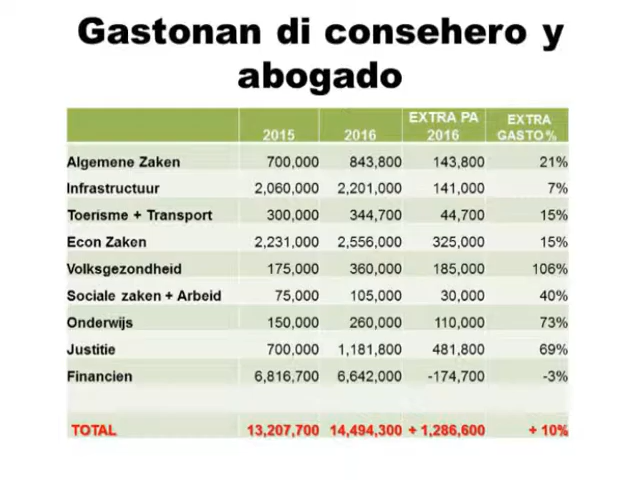 Gastonan di consehero y
abogado
2015 2016 EXTRA PA 2016 EXTRA GASTO %
Algemene Zaken 700,000 843,800 143,800 21%
Infrastructuur 2,060,000 2,201,000 141,000 7%
Toerisme + Transport 300,000 344,700 44,700 15%
Econ Zaken 2,231,000 2,556,000 325,000 15%
Volksgezondheid 175,000 360,000 185,000 106%
Sociale zaken + Arbeid 75,000 105,000 30,000 40%
Onderwijs 150,000 260,000 110,000 73%
Justitie 700,000 1,181,800 481,800 69%
Financien 6,816,700 6,642,000 -174,700 -3%
TOTAL 13,207,700 14,494,300 + 1,286,600 + 10%